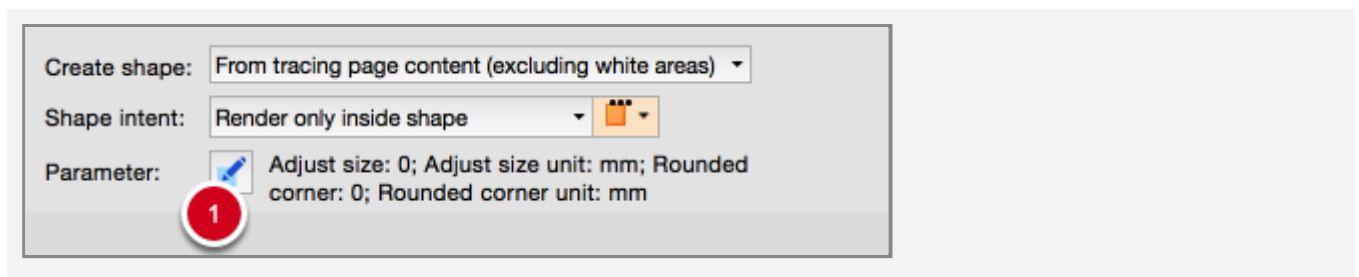 Create shape: From tracing page content (excluding white areas)
Shape intent: Render only inside shape
Parameter: Adjust size: 0; Adjust size unit: mm; Rounded
corner: 0; Rounded corner unit: mm
1